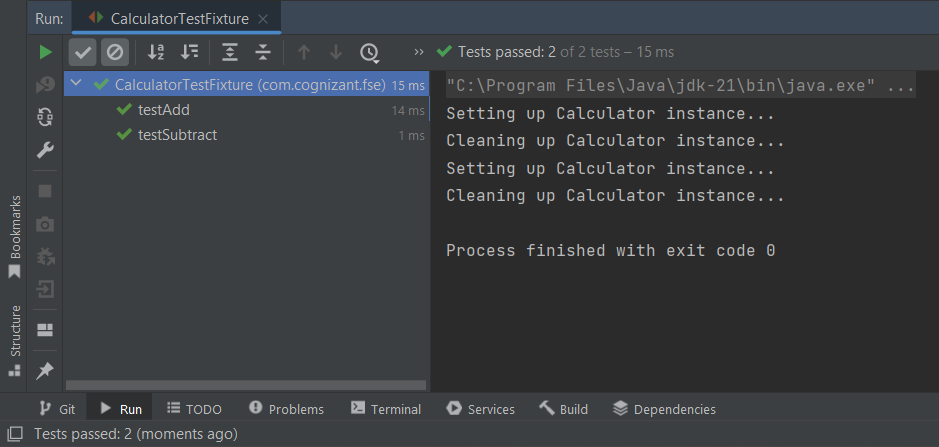 Run: CalculatorTestFixture
Tests passed: 2 of 2 tests – 15 ms
CalculatorTestFixture (com.cognizant.fse) 15 ms
testAdd 14 ms
testSubtract 1 ms
"C:\Program Files\Java\jdk-21\bin\java.exe" ...
Setting up Calculator instance...
Cleaning up Calculator instance...
Setting up Calculator instance...
Cleaning up Calculator instance...
Process finished with exit code 0
Bookmarks
Structure
Git Run TODO Problems Terminal Services Build Dependencies
Tests passed: 2 (moments ago)